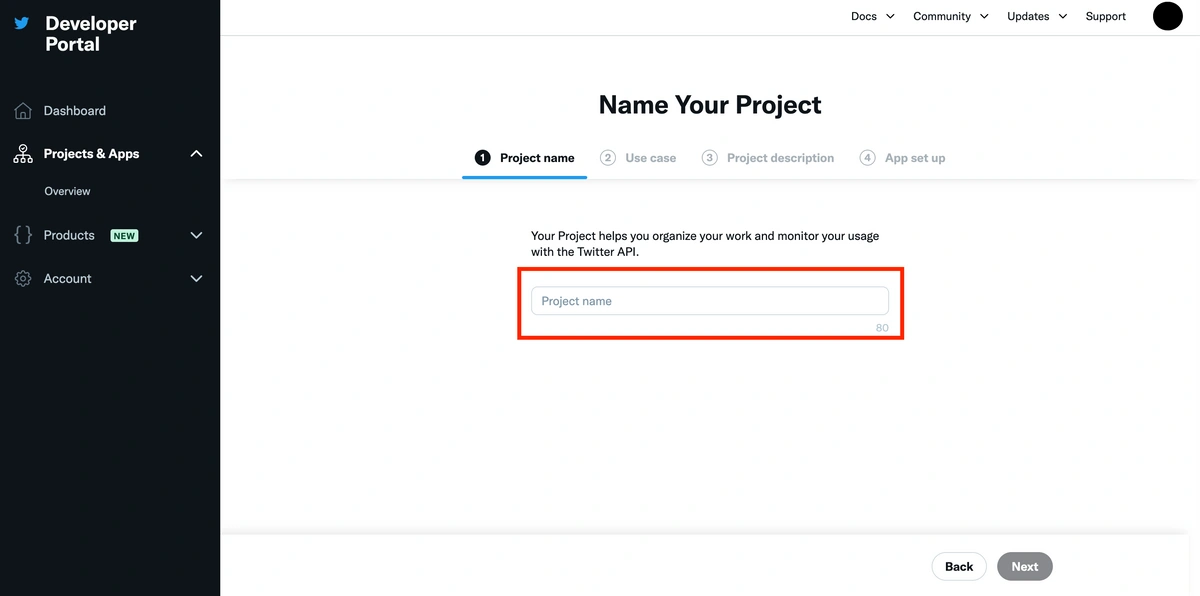 Developer
Portal
Dashboard
Projects & Apps
Overview
Products NEW
Account
Docs Community Updates Support
Name Your Project
1 Project name 2 Use case 3 Project description 4 App set up
Your Project helps you organize your work and monitor your usage
with the Twitter API.
Project name
80
Back Next